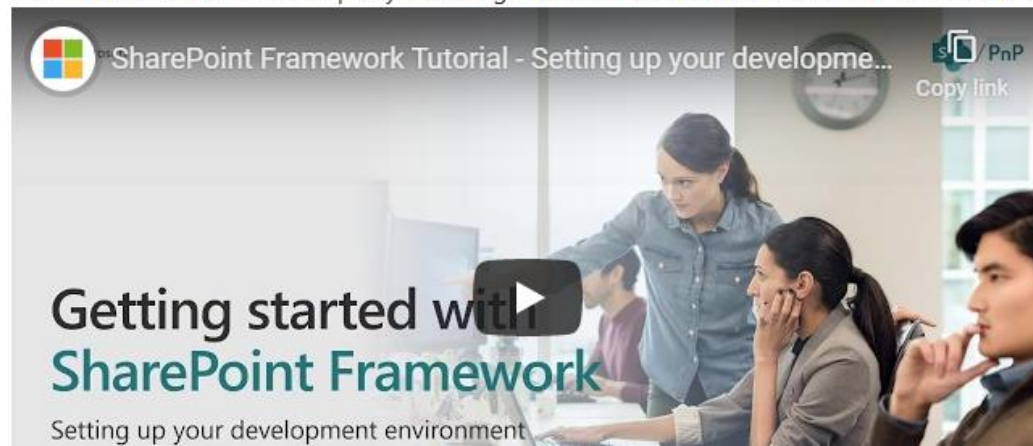 SharePoint Framework Tutorial - Setting up your developme...
/ PnP
Copy link
Getting started with
SharePoint Framework
Setting up your development environment